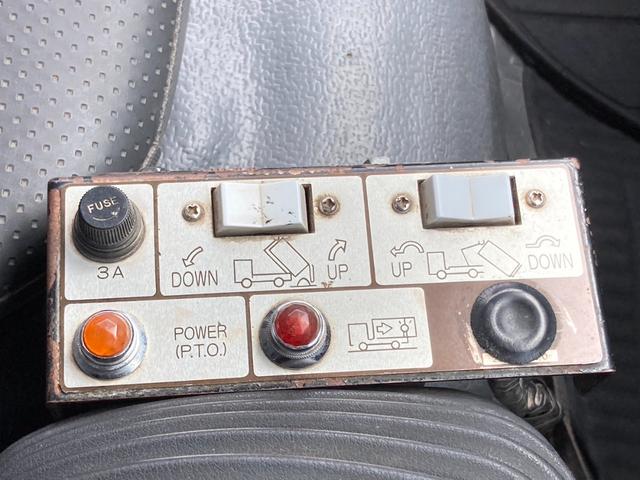 FUSE
3A
DOWN
UP
UP
DOWN
POWER
(P.T.O.)